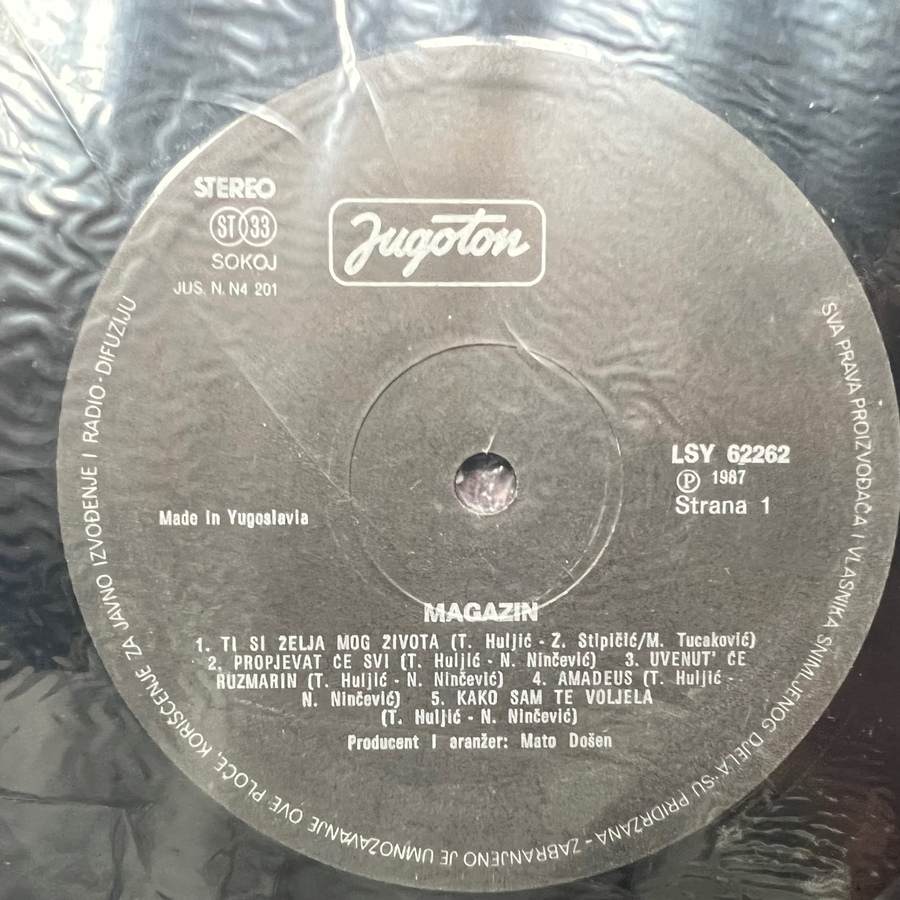 STEREO
ST 33
SOKOJ
JUS. N. N4 201
Jugoton
LSY 62262
Ⓟ 1987
Strana 1
Made in Yugoslavia
MAGAZIN
1. TI SI ŽELJA MOG ŽIVOTA (T. Huljić - Z. Stipičić/M. Tucaković)
2. PROPJEVAT ĆE SVI (T. Huljić - N. Ninčević) 3. UVENUT' ĆE
RUZMARIN (T. Huljić - N. Ninčević) 4. AMADEUS (T. Huljić -
N. Ninčević) 5. KAKO SAM TE VOLJELA
(T. Huljić - N. Ninčević)
Producent i aranžer: Mato Došen
SVA PRAVA PROIZVOĐAČA I VLASNIKA SNIMLJENOG DJELA SU PRIDRŽANA - ZABRANJENO JE UMNOŽAVANJE OVE PLOČE, KORIŠĆENJE ZA JAVNO IZVOĐENJE I RADIO-DIFUZIJU